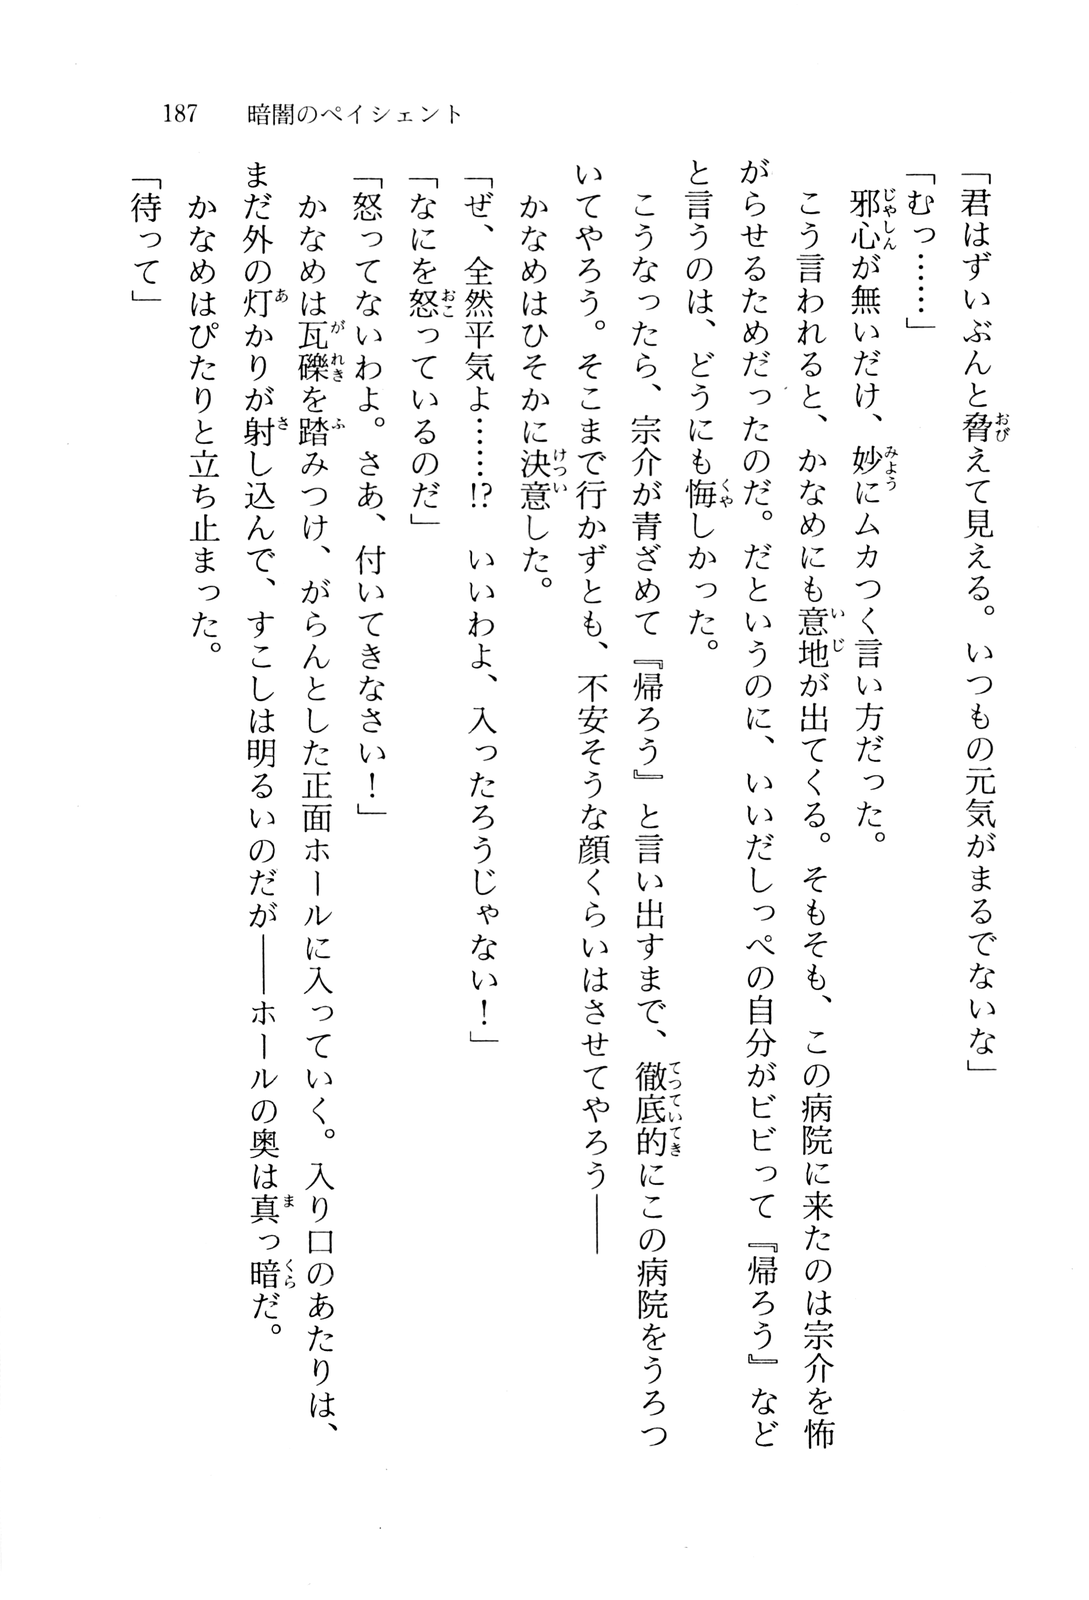 187 暗闇のペイシェント
「君はずいぶんと脅えて見える。いつもの元気がまるでないな」
「むっ……」
邪心が無いだけ、妙にムカつく言い方だった。
こう言われると、かなめにも意地が出てくる。そもそも、この病院に来たのは宗介を怖
がらせるためだったのだ。だというのに、いいだしっぺの自分がビビって『帰ろう』など
と言うのは、どうにも悔しかった。
こうなったら、宗介が青ざめて『帰ろう』と言い出すまで、徹底的にこの病院をうろつ
いてやろう。そこまで行かずとも、不安そうな顔くらいはさせてやろう――
かなめはひそかに決意した。
「ぜ、全然平気よ……!? いいわよ、入ったろうじゃない！」
「なにを怒っているのだ」
「怒ってないわよ。さあ、付いてきなさい！」
かなめは瓦礫を踏みつけ、がらんとした正面ホールに入っていく。入り口のあたりは、
まだ外の灯かりが射し込んで、すこしは明るいのだが――ホールの奥は真っ暗だ。
かなめはぴたりと立ち止まった。
「待って」